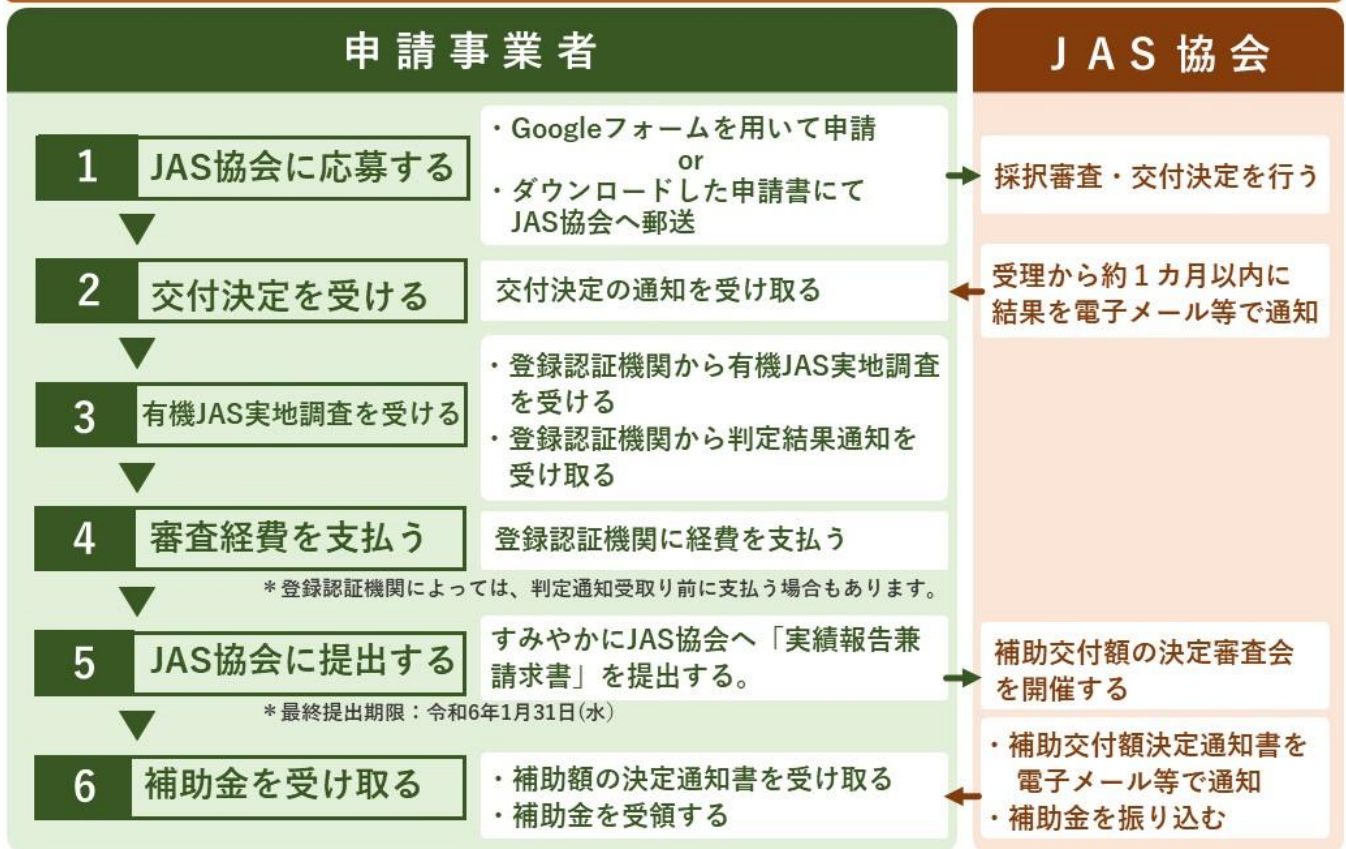 申請事業者
JAS協会
1
JAS協会に応募する
・Googleフォームを用いて申請
or
・ダウンロードした申請書にて
JAS協会へ郵送
採択審査・交付決定を行う
2
交付決定を受ける
交付決定の通知を受け取る
受理から約１カ月以内に
結果を電子メール等で通知
3
有機JAS実地調査を受ける
・登録認証機関から有機JAS実地調査
を受ける
・登録認証機関から判定結果通知を
受け取る
4
審査経費を支払う
登録認証機関に経費を支払う
＊登録認証機関によっては、判定通知受取り前に支払う場合もあります。
5
JAS協会に提出する
すみやかにJAS協会へ「実績報告兼
請求書」を提出する。
補助交付額の決定審査会
を開催する
＊最終提出期限：令和6年1月31日(水)
6
補助金を受け取る
・補助額の決定通知書を受け取る
・補助金を受領する
・補助交付額決定通知書を
電子メール等で通知
・補助金を振り込む